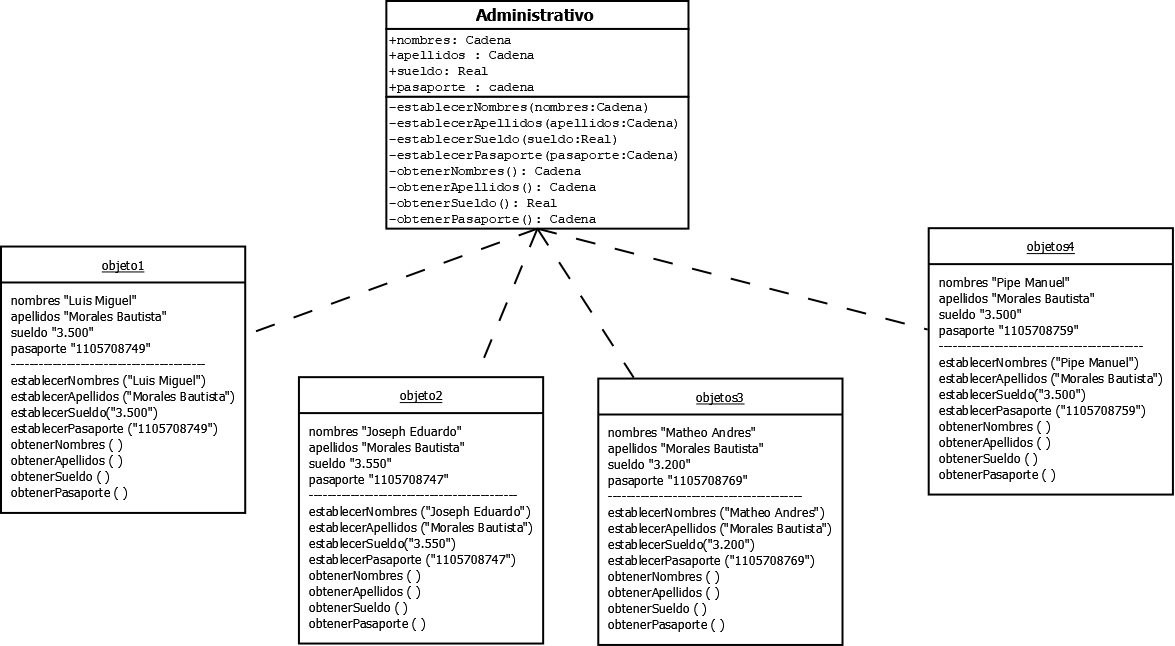 Administrativo
+nombres: Cadena
+apellidos : Cadena
+sueldo: Real
+pasaporte : cadena
-establecerNombres(nombres:Cadena)
-establecerApellidos(apellidos:Cadena)
-establecerSueldo(sueldo:Real)
-establecerPasaporte(pasaporte:Cadena)
-obtenerNombres(): Cadena
-obtenerApellidos(): Cadena
-obtenerSueldo(): Real
-obtenerPasaporte(): Cadena
objeto1
nombres "Luis Miguel"
apellidos "Morales Bautista"
sueldo "3.500"
pasaporte "1105708749"
establecerNombres ("Luis Miguel")
establecerApellidos ("Morales Bautista")
establecerSueldo("3.500")
establecerPasaporte ("1105708749")
obtenerNombres ( )
obtenerApellidos ( )
obtenerSueldo ( )
obtenerPasaporte ( )
objeto2
nombres "Joseph Eduardo"
apellidos "Morales Bautista"
sueldo "3.550"
pasaporte "1105708747"
establecerNombres ("Joseph Eduardo")
establecerApellidos ("Morales Bautista")
establecerSueldo("3.550")
establecerPasaporte ("1105708747")
obtenerNombres ( )
obtenerApellidos ( )
obtenerSueldo ( )
obtenerPasaporte ( )
objetos3
nombres "Matheo Andres"
apellidos "Morales Bautista"
sueldo "3.200"
pasaporte "1105708769"
establecerNombres ("Matheo Andres")
establecerApellidos ("Morales Bautista")
establecerSueldo("3.200")
establecerPasaporte ("1105708769")
obtenerNombres ( )
obtenerApellidos ( )
obtenerSueldo ( )
obtenerPasaporte ( )
objetos4
nombres "Pipe Manuel"
apellidos "Morales Bautista"
sueldo "3.500"
pasaporte "1105708759"
establecerNombres ("Pipe Manuel")
establecerApellidos ("Morales Bautista")
establecerSueldo("3.500")
establecerPasaporte ("1105708759")
obtenerNombres ( )
obtenerApellidos ( )
obtenerSueldo ( )
obtenerPasaporte ( )